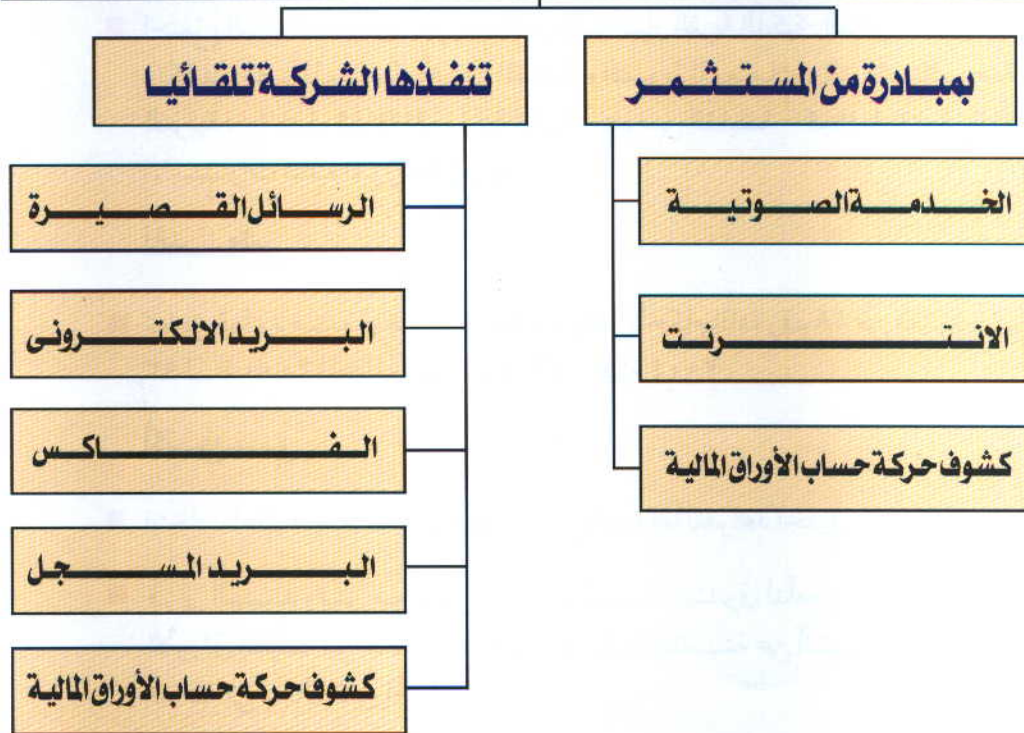 بمبادرة من المستثمر
الخدمة الصوتية
الانترنت
كشوف حركة حساب الأوراق المالية
تنفذها الشركة تلقائيا
الرسائل القصيرة
البريد الالكترونى
الفاكس
البريد المسجل
كشوف حركة حساب الأوراق المالية